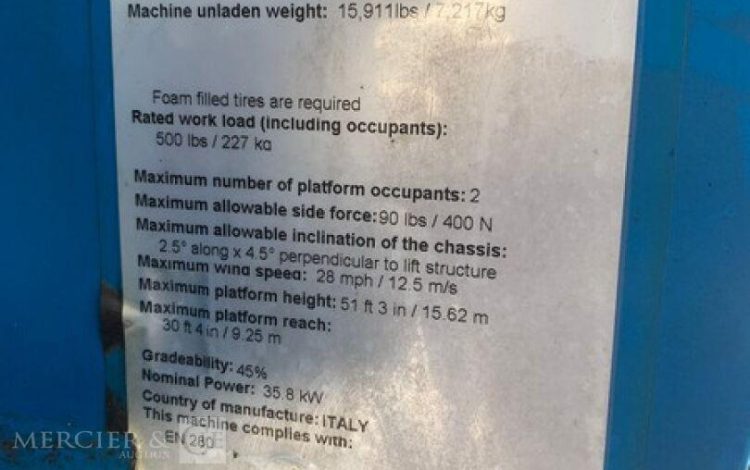 Machine unladen weight: 15,911lbs / 7,217kg
Foam filled tires are required
Rated work load (including occupants):
500 lbs / 227 kg
Maximum number of platform occupants: 2
Maximum allowable side force: 90 lbs / 400 N
Maximum allowable inclination of the chassis:
2.5° along x 4.5° perpendicular to lift structure
Maximum wind speed: 28 mph / 12.5 m/s
Maximum platform height: 51 ft 3 in / 15.62 m
Maximum platform reach:
30 ft 4 in / 9.25 m
Gradeability: 45%
Nominal Power: 35.8 kW
Country of manufacture: ITALY
This machine complies with:
EN 280
MERCIER &
AUCTION